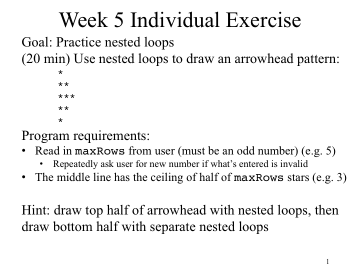 Week 5 Individual Exercise
Goal: Practice nested loops
(20 min) Use nested loops to draw an arrowhead pattern:
*
**
***
**
*
Program requirements:
• Read in maxRows from user (must be an odd number) (e.g. 5)
• Repeatedly ask user for new number if what's entered is invalid
• The middle line has the ceiling of half of maxRows stars (e.g. 3)
Hint: draw top half of arrowhead with nested loops, then
draw bottom half with separate nested loops
1